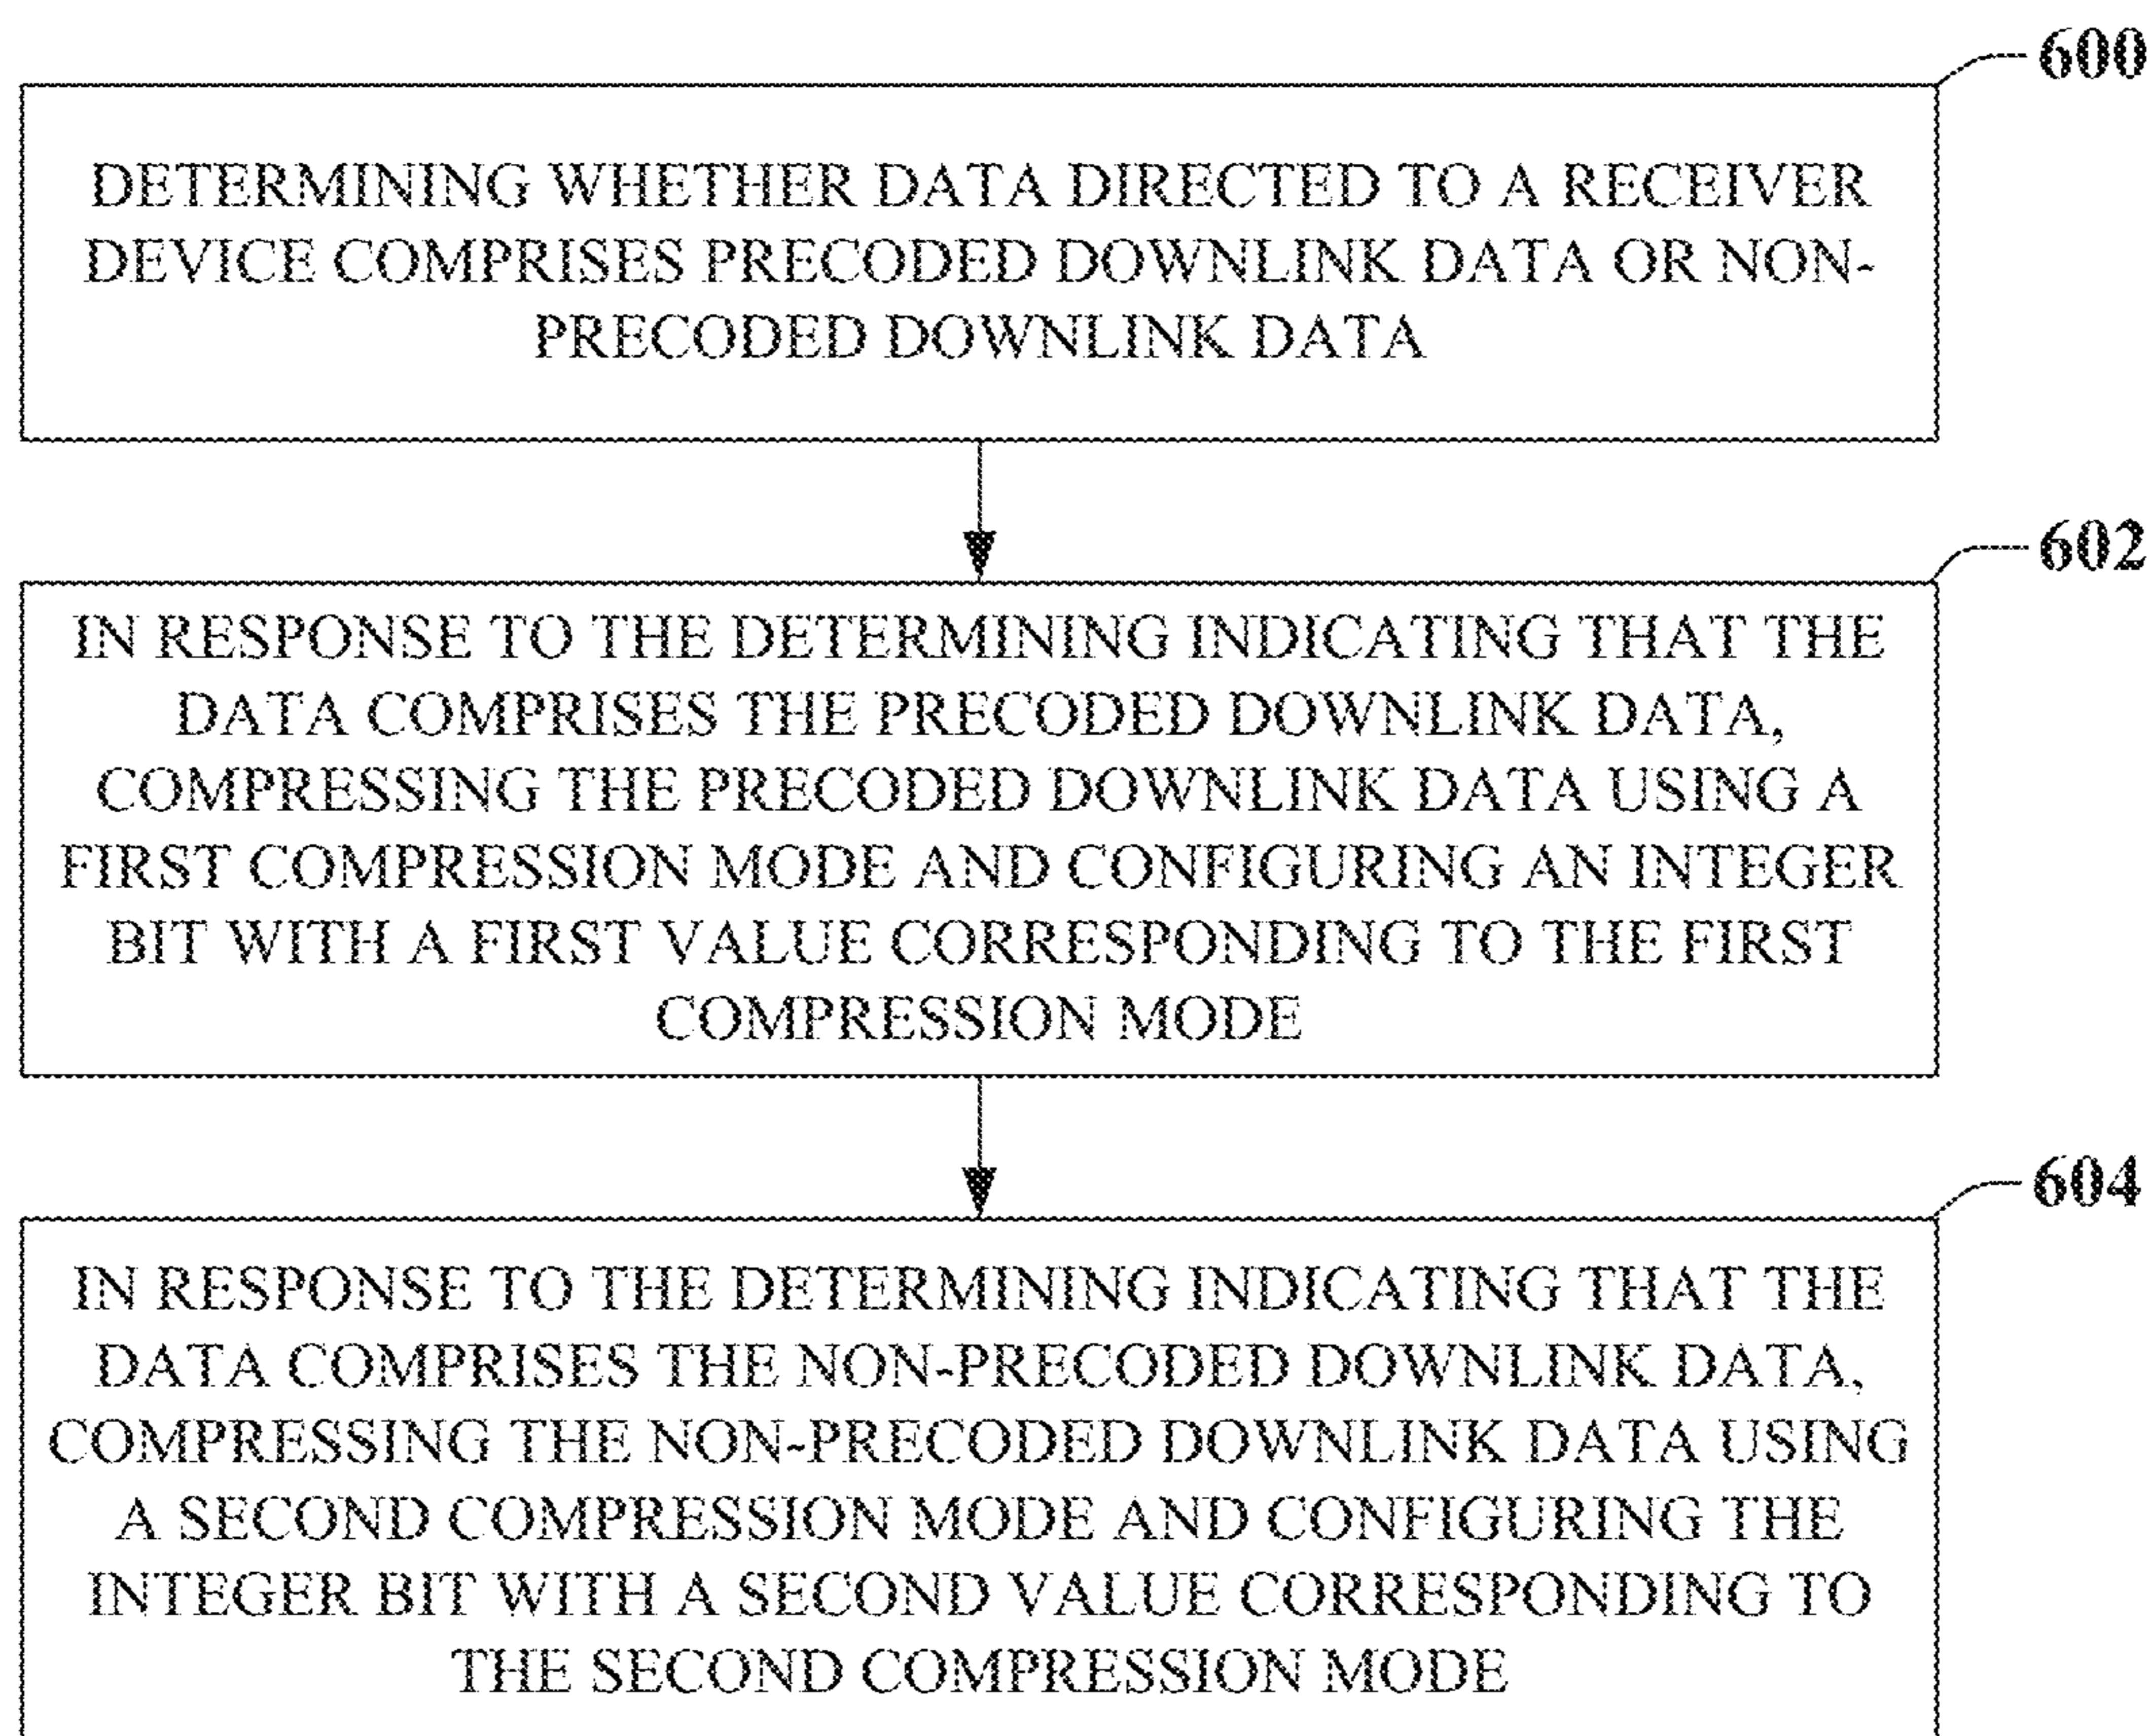 600
DETERMINING WHETHER DATA DIRECTED TO A RECEIVER
DEVICE COMPRISES PRECODED DOWNLINK DATA OR NON-
PRECODED DOWNLINK DATA
602
IN RESPONSE TO THE DETERMINING INDICATING THAT THE
DATA COMPRISES THE PRECODED DOWNLINK DATA,
COMPRESSING THE PRECODED DOWNLINK DATA USING A
FIRST COMPRESSION MODE AND CONFIGURING AN INTEGER
BIT WITH A FIRST VALUE CORRESPONDING TO THE FIRST
COMPRESSION MODE
604
IN RESPONSE TO THE DETERMINING INDICATING THAT THE
DATA COMPRISES THE NON-PRECODED DOWNLINK DATA,
COMPRESSING THE NON-PRECODED DOWNLINK DATA USING
A SECOND COMPRESSION MODE AND CONFIGURING THE
INTEGER BIT WITH A SECOND VALUE CORRESPONDING TO
THE SECOND COMPRESSION MODE